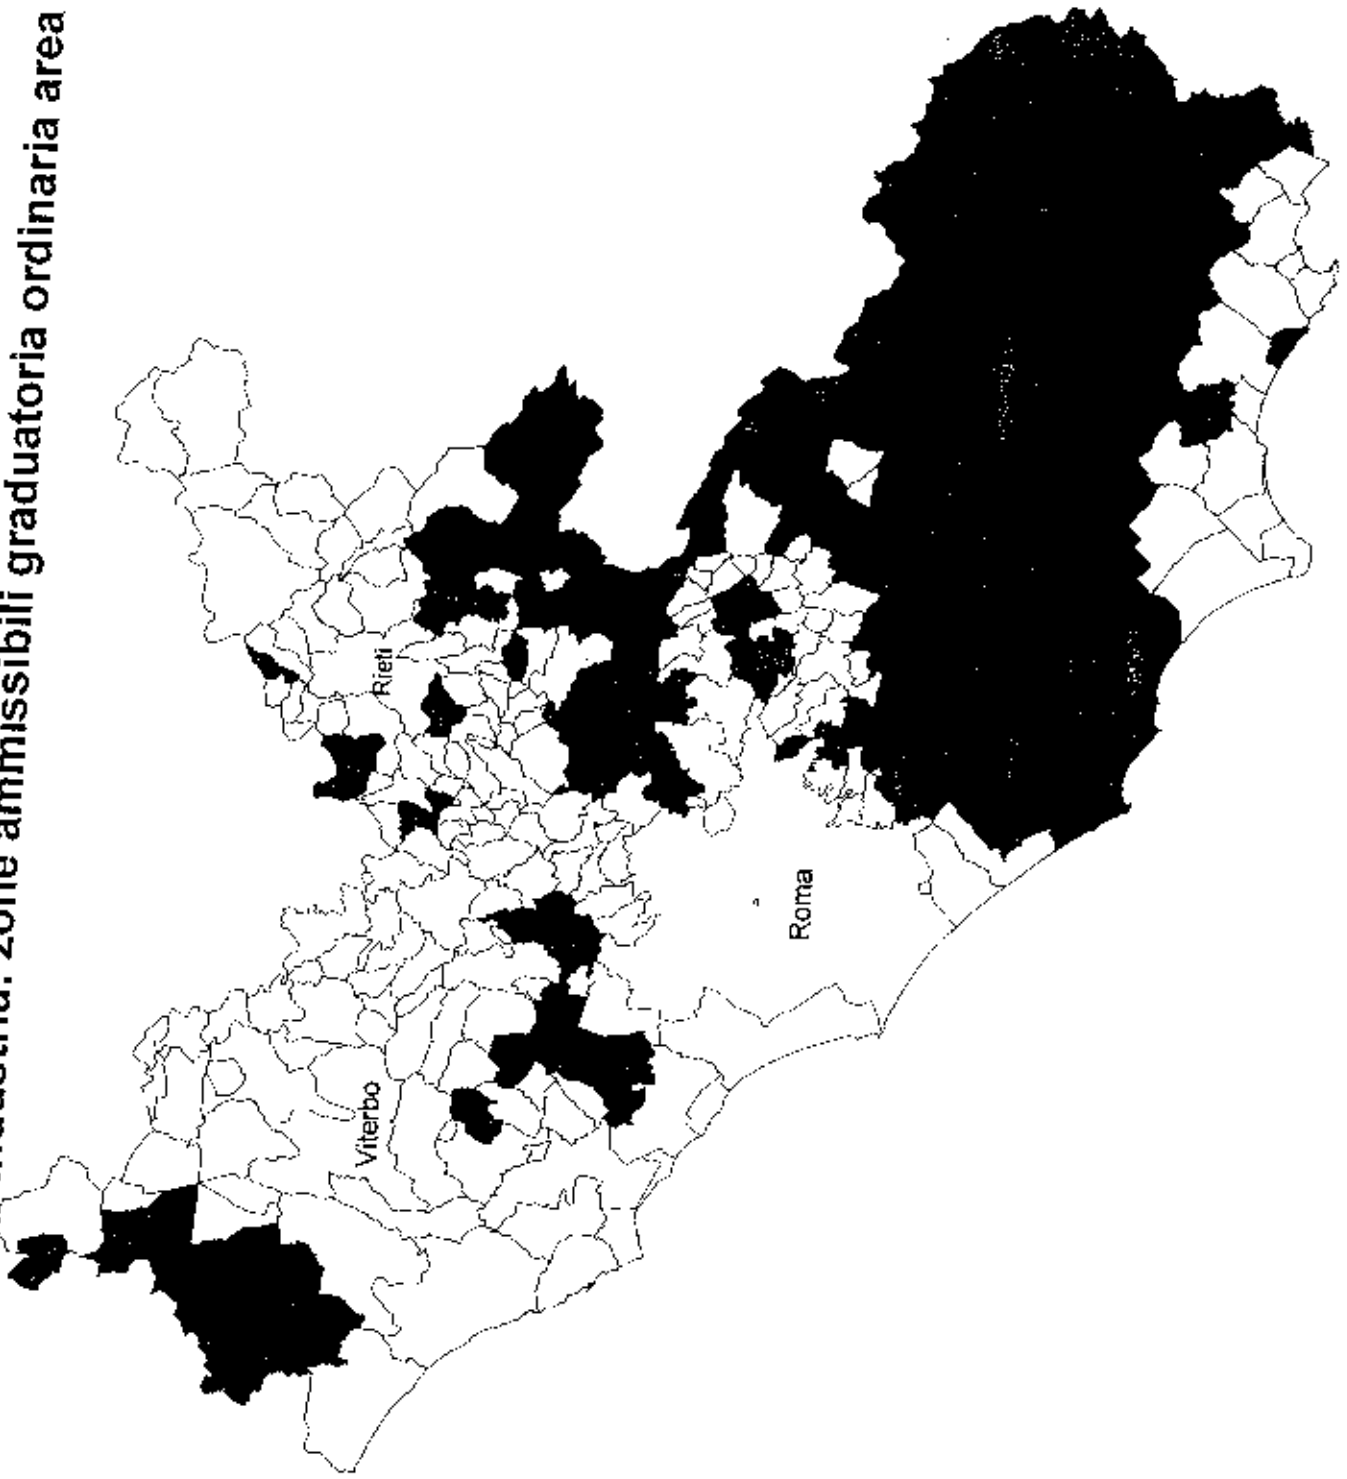 zone ammissibili graduatoria ordinaria area
Rieti
Viterbo
Roma